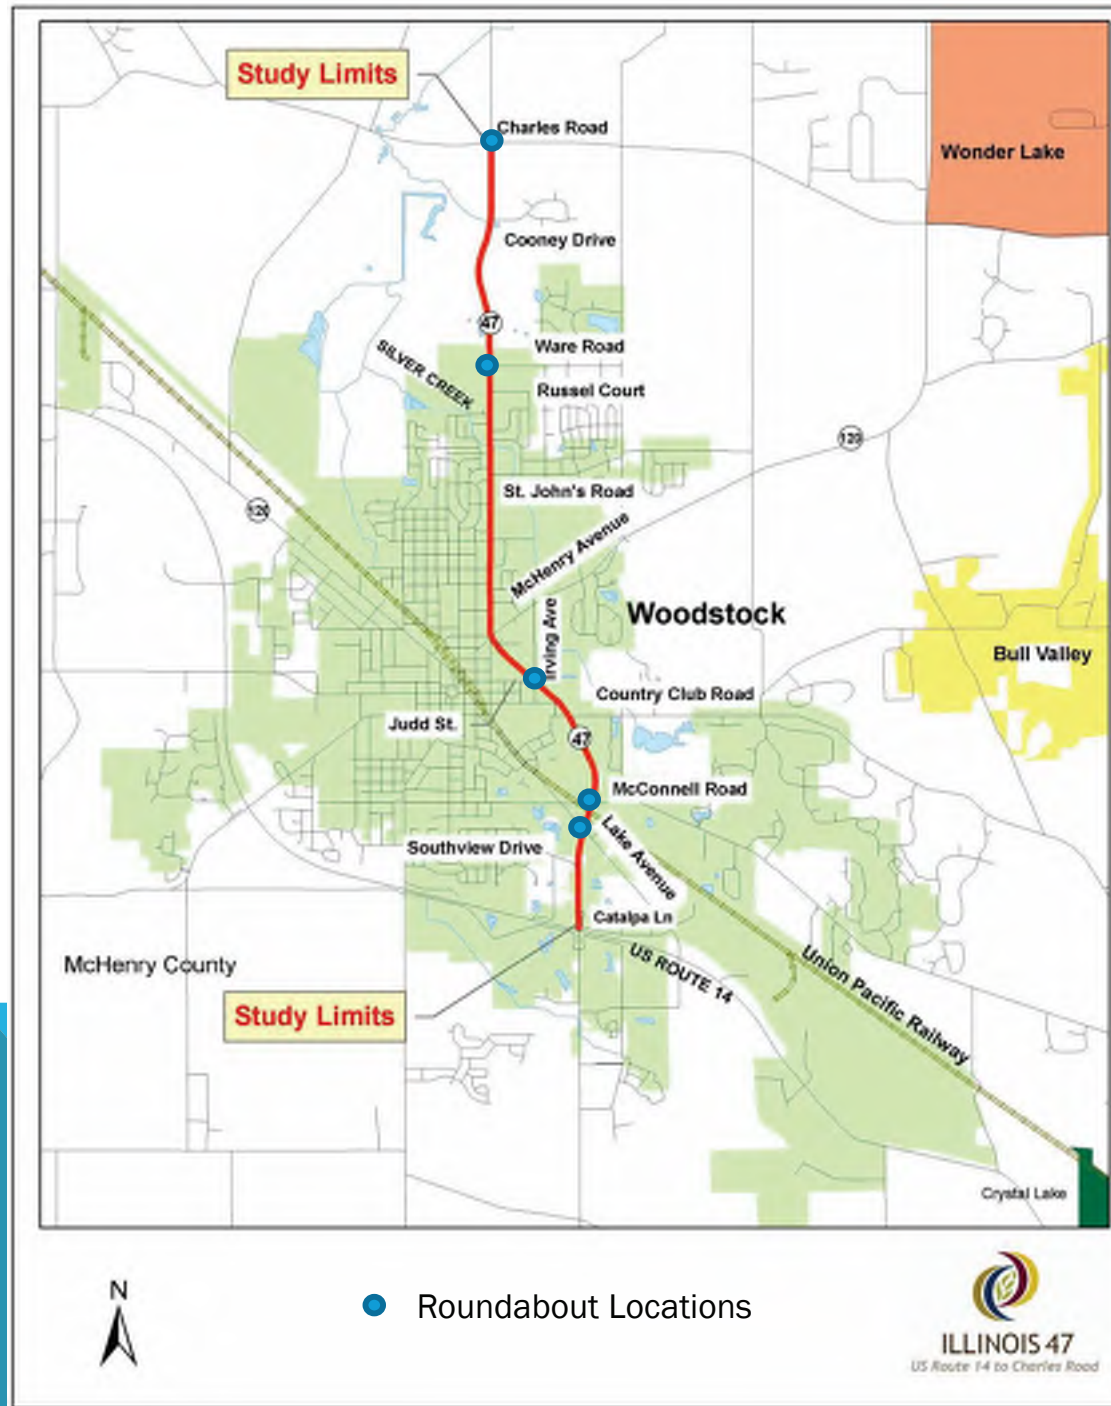 Study Limits
Charles Road
Wonder Lake
Cooney Drive
47
Ware Road
SILVER CREEK
Russel Court
120
St. John's Road
120
McHenry Avenue
Irving Ave
Woodstock
Bull Valley
Country Club Road
Judd St.
47
McConnell Road
Lake Avenue
Southview Drive
Catalpa Ln
US ROUTE 14
McHenry County
Union Pacific Railway
Study Limits
Crystal Lake
N
Roundabout Locations
ILLINOIS 47
US Route 14 to Charles Road